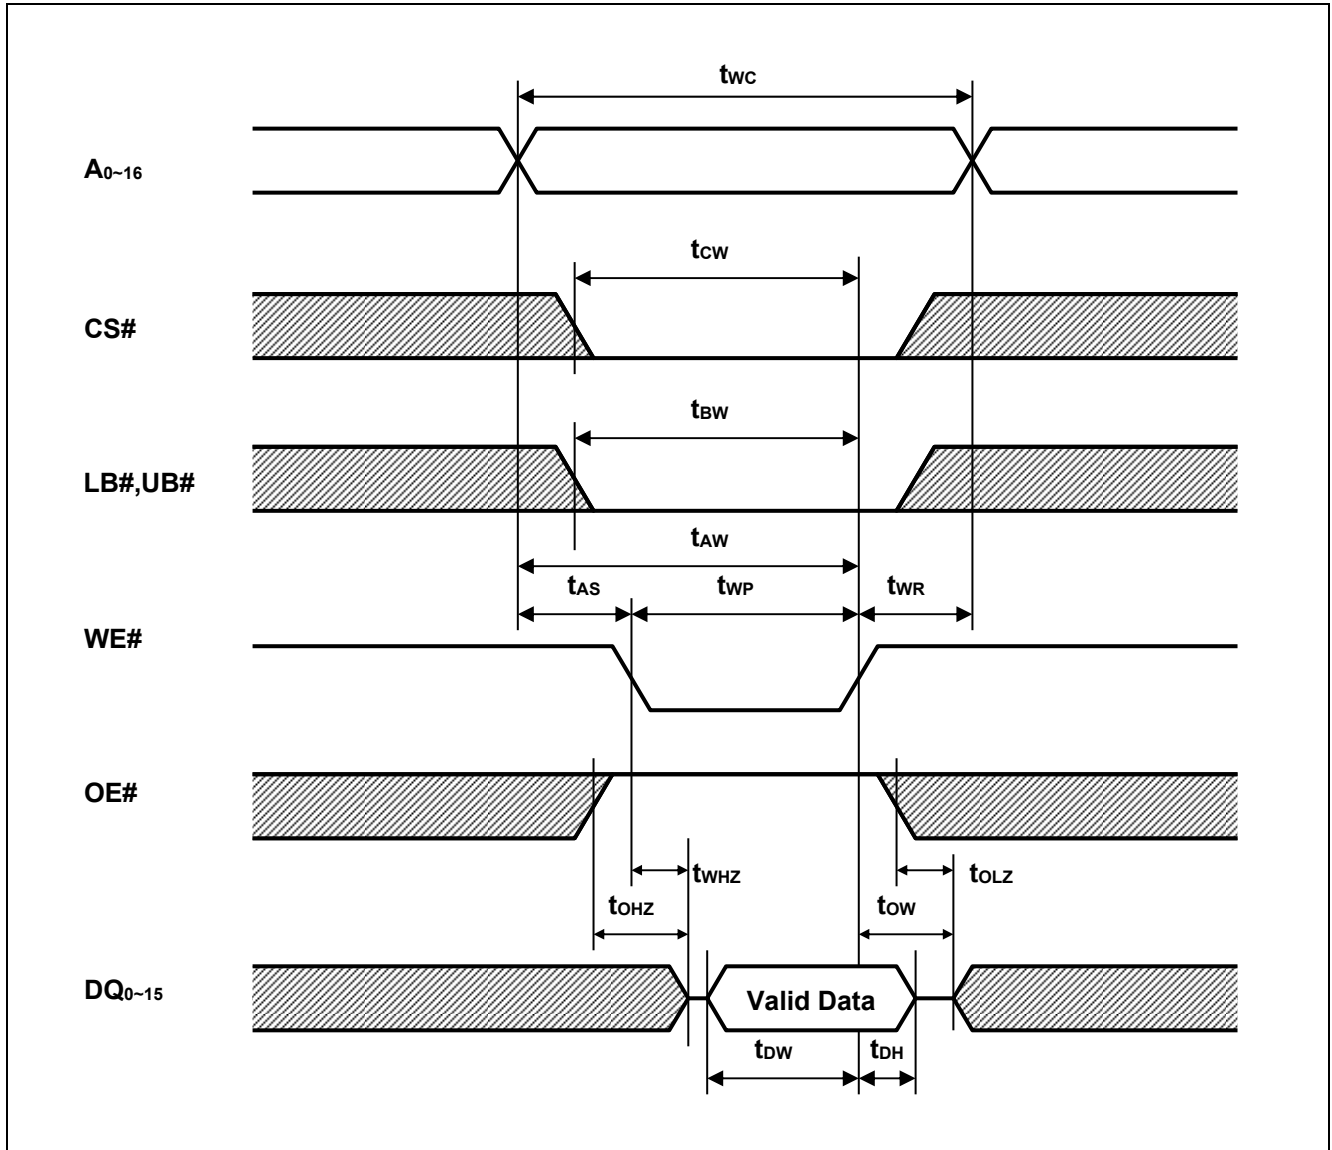 tWC
A0~16
tCW
CS#
tBW
LB#,UB#
tAW
tAS tWP tWR
WE#
OE#
tWHZ tOLZ
tOHZ tOW
DQ0~15 Valid Data
tDW tDH